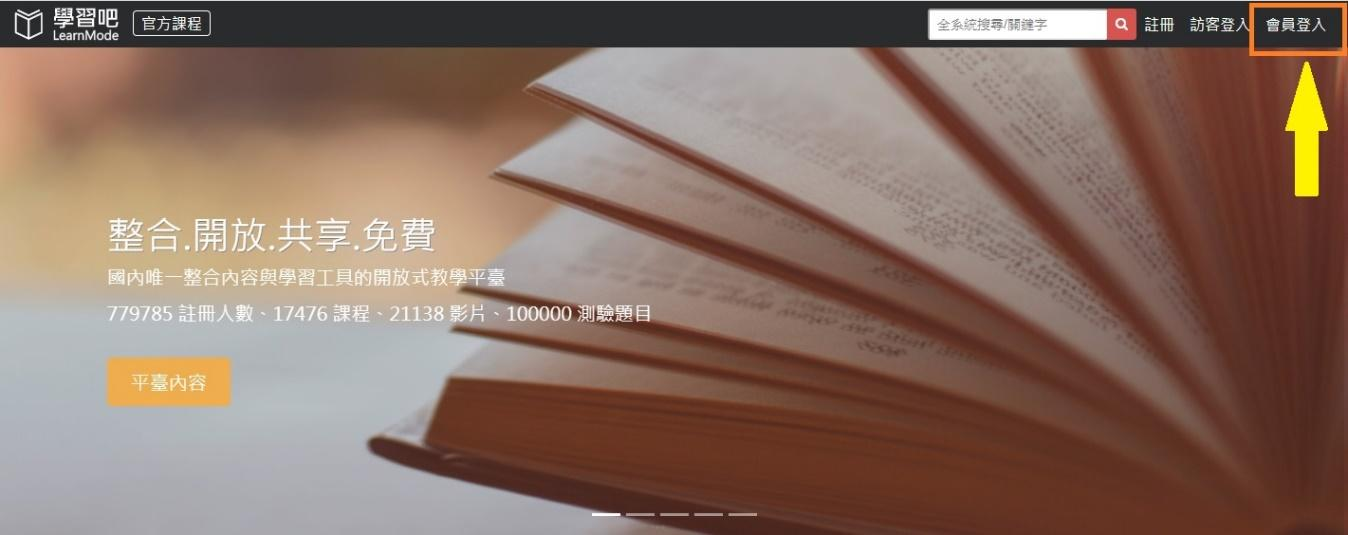 學習吧
LearnMode
官方課程
全系統搜尋/關鍵字
註冊
訪客登入
會員登入
整合.開放.共享.免費
國內唯一整合內容與學習工具的開放式教學平臺
779785 註冊人數、17476 課程、21138 影片、100000 測驗題目
平臺內容